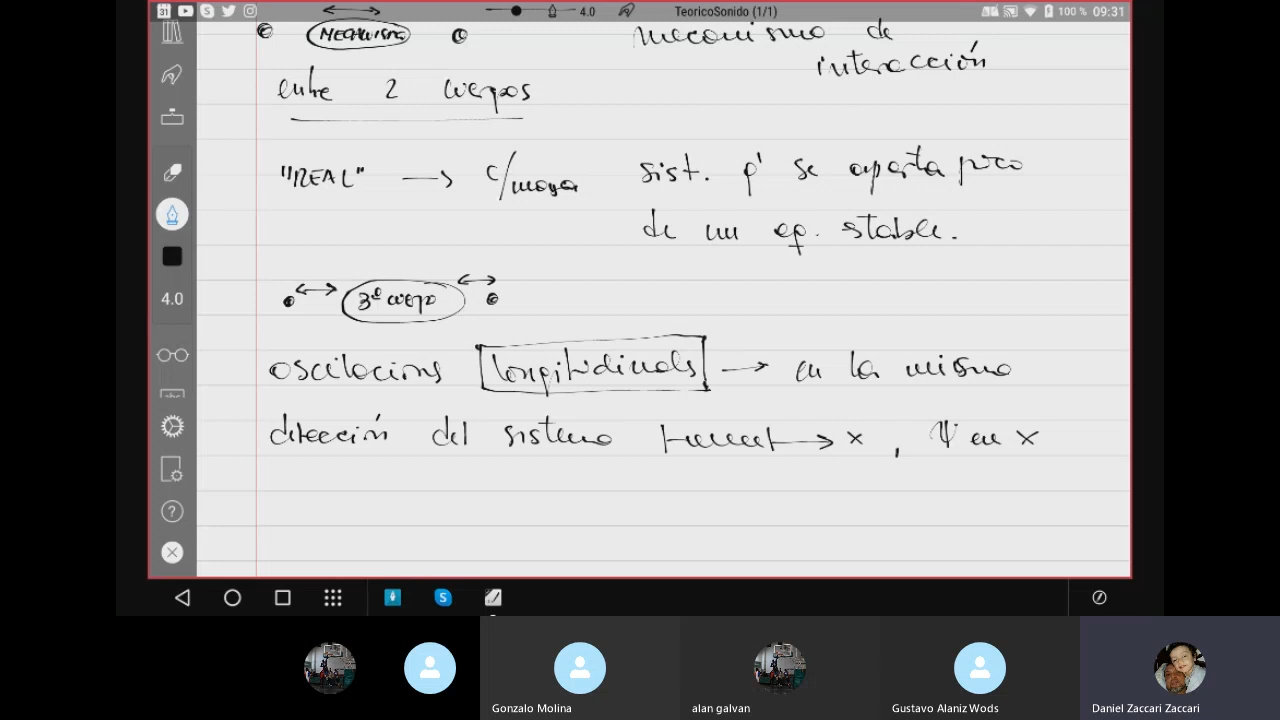 31
4.0
TeoricoSonido (1/1)
100 % 09:31
MECANISMO
mecanismo de
interacción
entre 2 cuerpos
"REAL" → c/masa sist. q' se aparta poco
de un eq. stable.
4.0
3º cuerpo
oscilacions longitudinals → en la misma
dirección del sistema → x , Ψ en x
Gonzalo Molina
alan galvan
Gustavo Alaniz Wods
Daniel Zaccari Zaccari